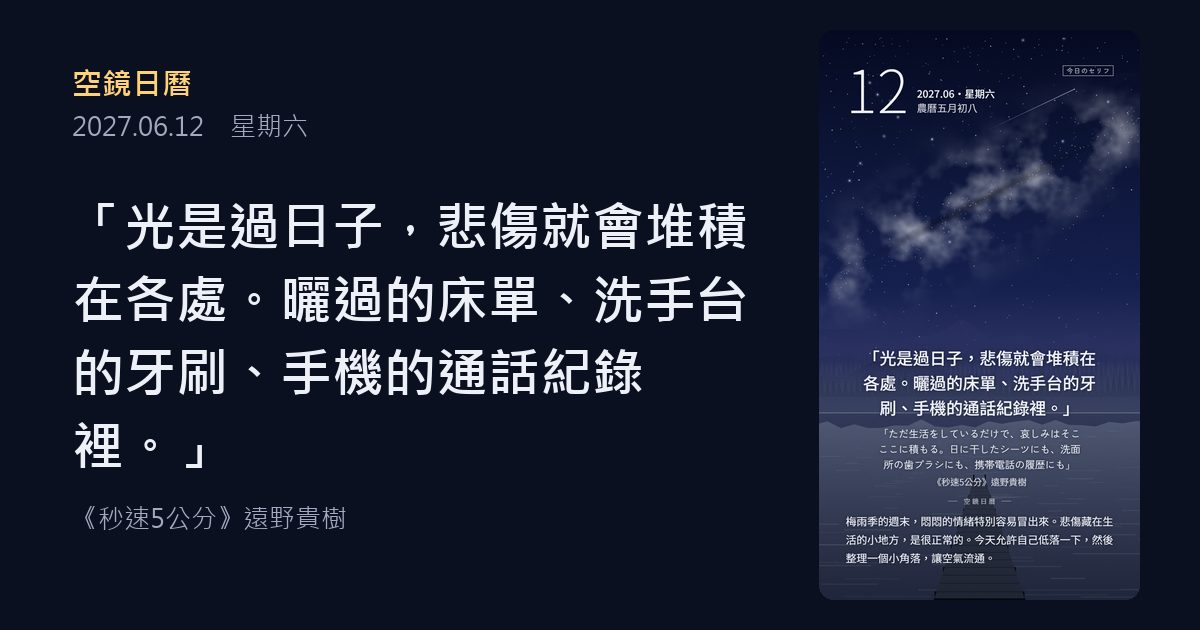 空鏡日曆
2027.06.12 星期六
「光是過日子，悲傷就會堆積
在各處。曬過的床單、洗手台
的牙刷、手機的通話紀錄
裡。」
《秒速5公分》遠野貴樹
今日のセリフ
12
2027.06・星期六
農曆五月初八
「光是過日子，悲傷就會堆積在
各處。曬過的床單、洗手台的牙
刷、手機的通話紀錄裡。」
「ただ生活をしているだけで、哀しみはそこ
ここに積もる。日に干したシーツにも、洗面
所の歯ブラシにも、携帯電話の履歴にも」
《秒速5公分》遠野貴樹
— 空鏡日曆 —
梅雨季的週末，悶悶的情緒特別容易冒出來。悲傷藏在生
活的小地方，是很正常的。今天允許自己低落一下，然後
整理一個小角落，讓空氣流通。